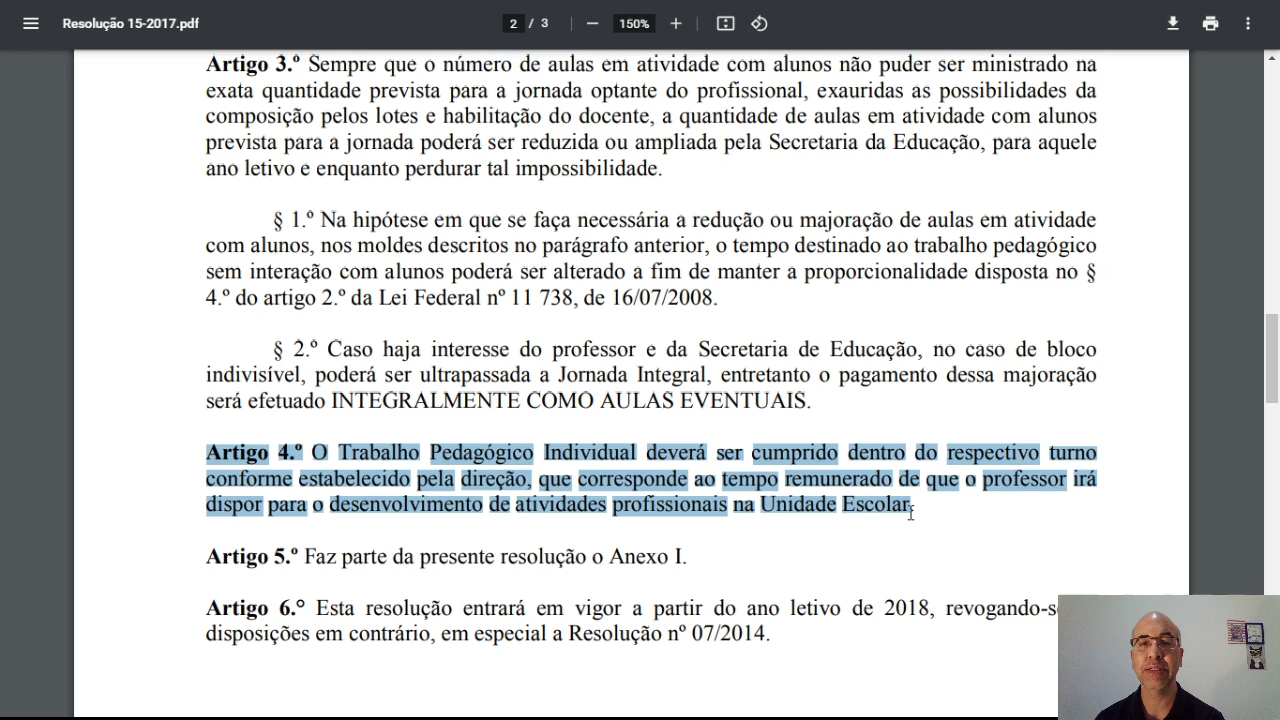 Resolução 15-2017.pdf
2 / 3
150%
Artigo 3.º Sempre que o número de aulas em atividade com alunos não puder ser ministrado na
exata quantidade prevista para a jornada optante do profissional, exauridas as possibilidades da
composição pelos lotes e habilitação do docente, a quantidade de aulas em atividade com alunos
prevista para a jornada poderá ser reduzida ou ampliada pela Secretaria da Educação, para aquele
ano letivo e enquanto perdurar tal impossibilidade.
§ 1.º Na hipótese em que se faça necessária a redução ou majoração de aulas em atividade
com alunos, nos moldes descritos no parágrafo anterior, o tempo destinado ao trabalho pedagógico
sem interação com alunos poderá ser alterado a fim de manter a proporcionalidade disposta no §
4.º do artigo 2.º da Lei Federal nº 11 738, de 16/07/2008.
§ 2.º Caso haja interesse do professor e da Secretaria de Educação, no caso de bloco
indivisível, poderá ser ultrapassada a Jornada Integral, entretanto o pagamento dessa majoração
será efetuado INTEGRALMENTE COMO AULAS EVENTUAIS.
Artigo 4.º O Trabalho Pedagógico Individual deverá ser cumprido dentro do respectivo turno
conforme estabelecido pela direção, que corresponde ao tempo remunerado de que o professor irá
dispor para o desenvolvimento de atividades profissionais na Unidade Escolar.
Artigo 5.º Faz parte da presente resolução o Anexo I.
Artigo 6.° Esta resolução entrará em vigor a partir do ano letivo de 2018,
disposições em contrário, em especial a Resolução nº 07/2014.